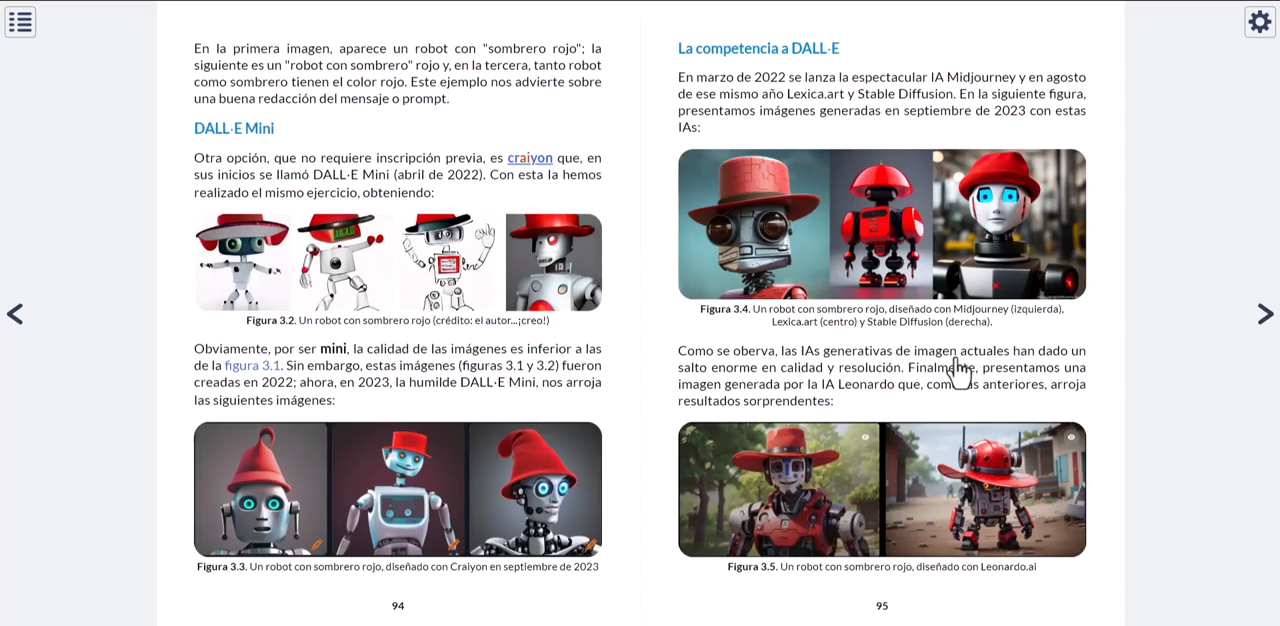 En la primera imagen, aparece un robot con "sombrero rojo"; la
siguiente es un "robot con sombrero" rojo y, en la tercera, tanto robot
como sombrero tienen el color rojo. Este ejemplo nos advierte sobre
una buena redacción del mensaje o prompt.
DALL·E Mini
Otra opción, que no requiere inscripción previa, es craiyon que, en
sus inicios se llamó DALL·E Mini (abril de 2022). Con esta la hemos
realizado el mismo ejercicio, obteniendo:
Figura 3.2. Un robot con sombrero rojo (crédito: el autor...¡creo!)
Obviamente, por ser mini, la calidad de las imágenes es inferior a las
de la figura 3.1. Sin embargo, estas imágenes (figuras 3.1 y 3.2) fueron
creadas en 2022; ahora, en 2023, la humilde DALL·E Mini, nos arroja
las siguientes imágenes:
Figura 3.3. Un robot con sombrero rojo, diseñado con Craiyon en septiembre de 2023
94
La competencia a DALL·E
En marzo de 2022 se lanza la espectacular IA Midjourney y en agosto
de ese mismo año Lexica.art y Stable Diffusion. En la siguiente figura,
presentamos imágenes generadas en septiembre de 2023 con estas
IAs:
Figura 3.4. Un robot con sombrero rojo, diseñado con Midjourney (izquierda),
Lexica.art (centro) y Stable Diffusion (derecha).
Como se oberva, las IAs generativas de imagen actuales han dado un
salto enorme en calidad y resolución. presentamos una
imagen generada por la IA Leonardo que, anteriores, arroja
resultados sorprendentes:
Figura 3.5. Un robot con sombrero rojo, diseñado con Leonardo.ai
95